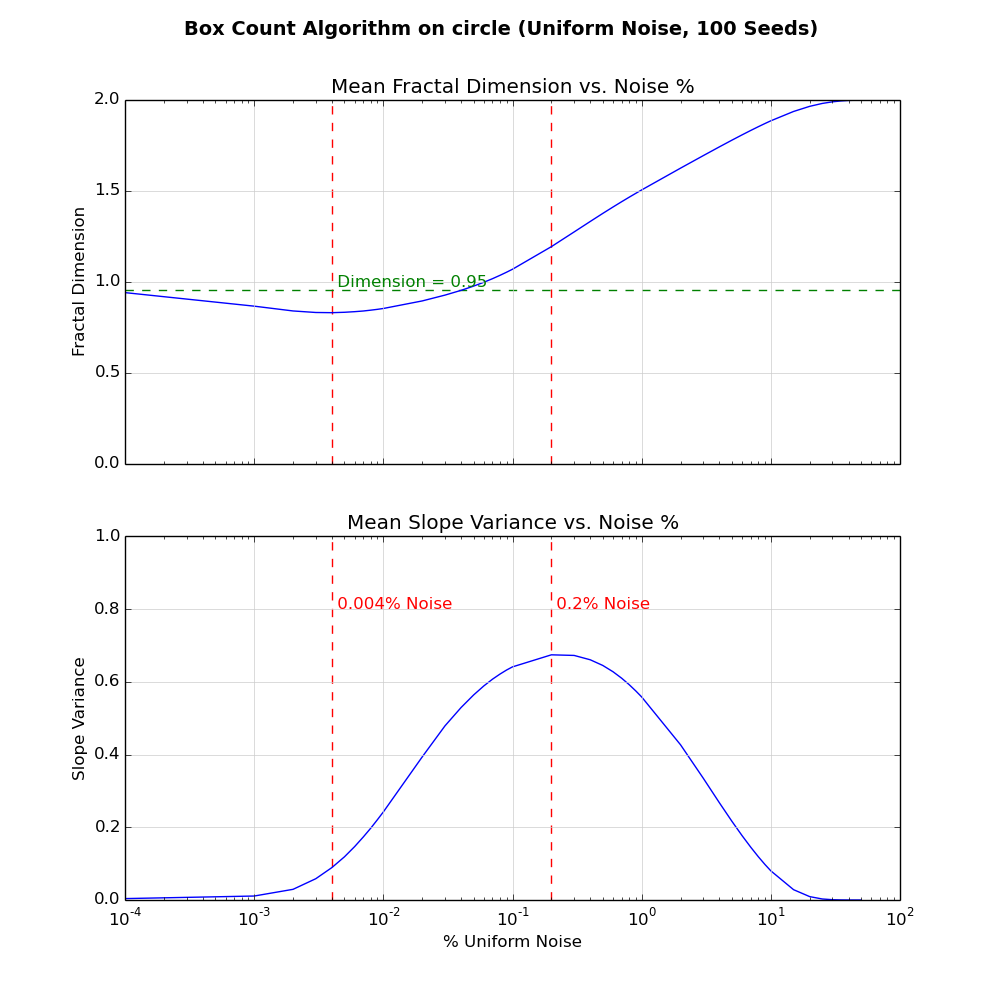 Box Count Algorithm on circle (Uniform Noise, 100 Seeds)
Mean Fractal Dimension vs. Noise %
2.0
1.5
1.0
0.5
0.0
Fractal Dimension
Dimension = 0.95
Mean Slope Variance vs. Noise %
1.0
0.8
0.6
0.4
0.2
0.0
Slope Variance
0.004% Noise
0.2% Noise
10^-4 10^-3 10^-2 10^-1 10^0 10^1 10^2
% Uniform Noise